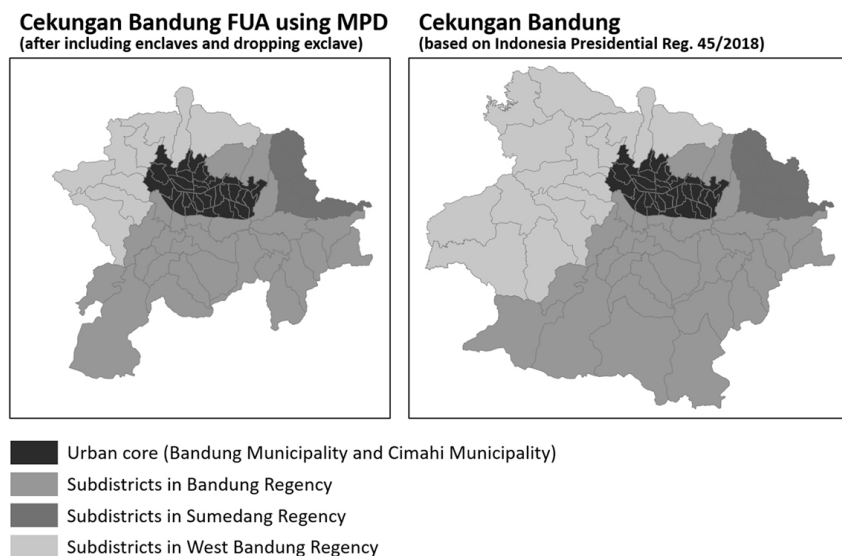 Cekungan Bandung FUA using MPD
(after including enclaves and dropping exclave)
Cekungan Bandung
(based on Indonesia Presidential Reg. 45/2018)
Urban core (Bandung Municipality and Cimahi Municipality)
Subdistricts in Bandung Regency
Subdistricts in Sumedang Regency
Subdistricts in West Bandung Regency